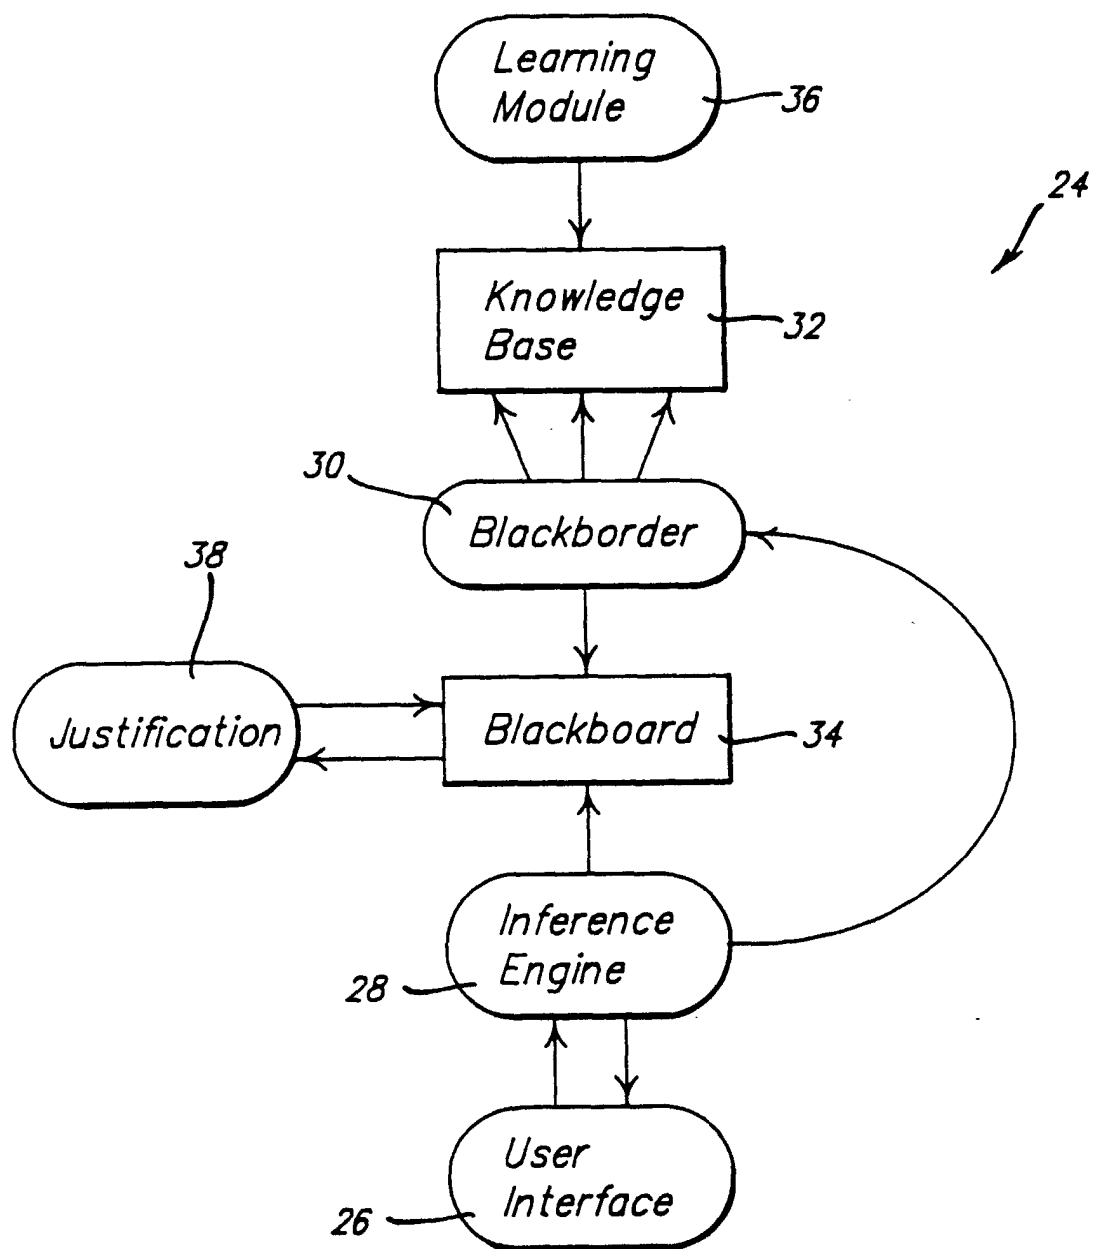 Learning
Module
36
24
Knowledge
Base
32
30
Blackborder
38
Justification
Blackboard
34
Inference
Engine
28
User
Interface
26